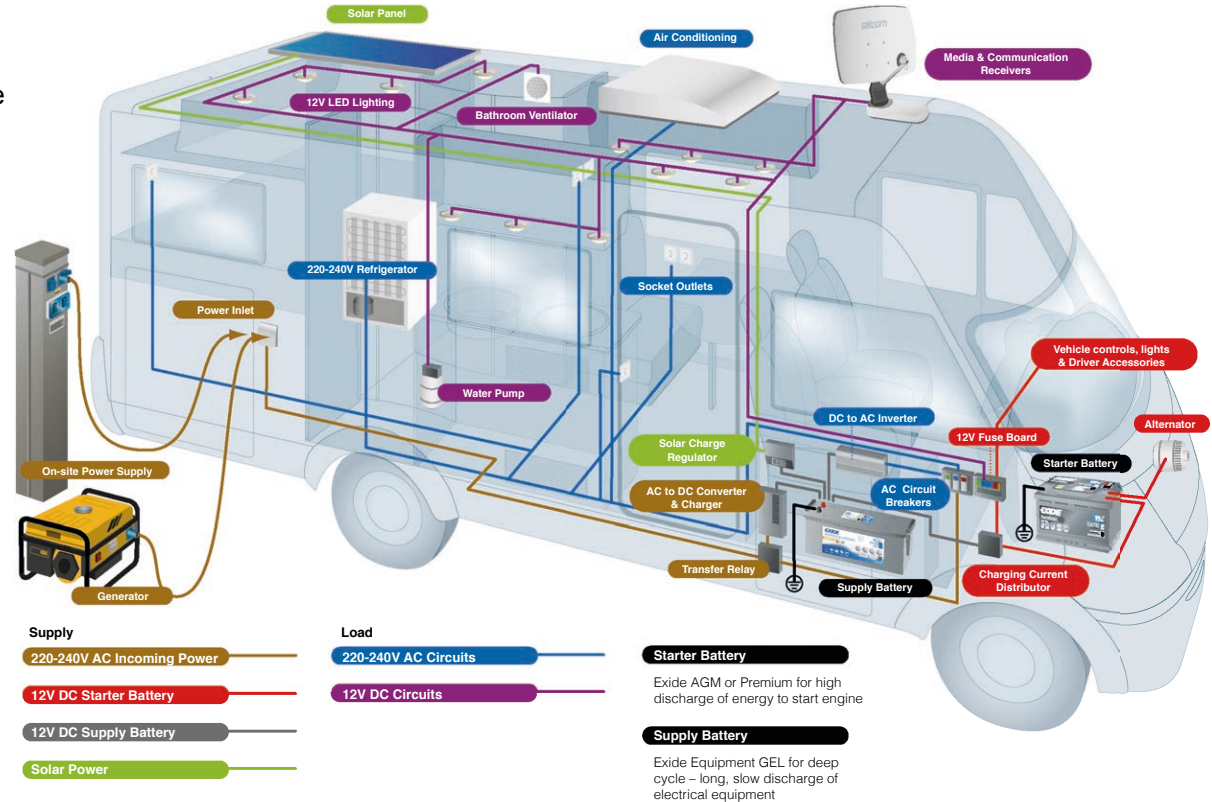 e
Solar Panel
satcom
Air Conditioning
Media & Communication
Receivers
12V LED Lighting
Bathroom Ventilator
220-240V Refrigerator
Socket Outlets
Power Inlet
Vehicle controls, lights
& Driver Accessories
Water Pump
DC to AC Inverter
Alternator
12V Fuse Board
Solar Charge
Regulator
Starter Battery
On-site Power Supply
AC to DC Converter
& Charger
AC Circuit
Breakers
EXIDE
EXIDE
Transfer Relay
Charging Current
Distributor
Supply Battery
Generator
Supply
220-240V AC Incoming Power
12V DC Starter Battery
12V DC Supply Battery
Solar Power
Load
220-240V AC Circuits
12V DC Circuits
Starter Battery
Exide AGM or Premium for high
discharge of energy to start engine
Supply Battery
Exide Equipment GEL for deep
cycle – long, slow discharge of
electrical equipment